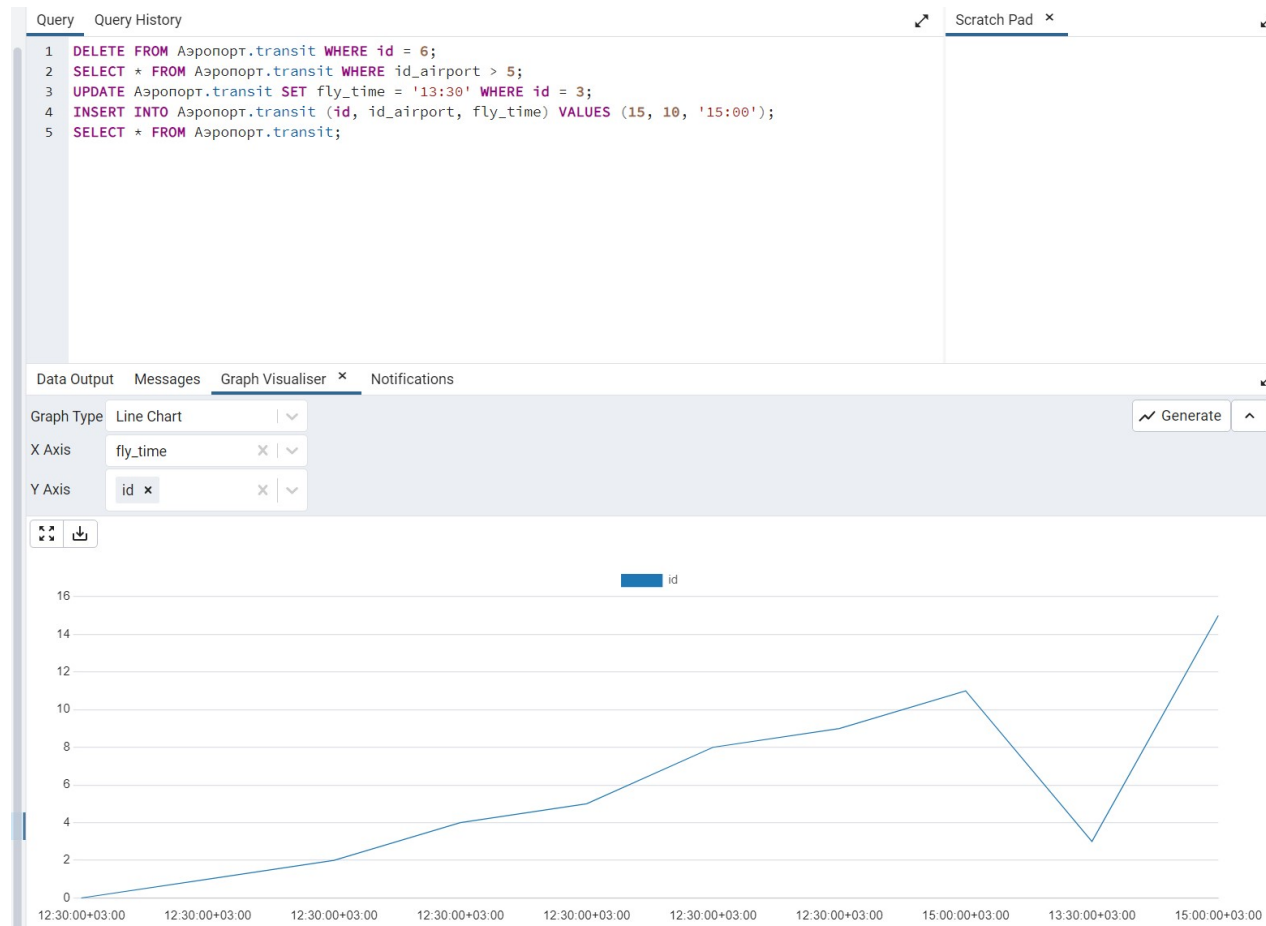 Query Query History Scratch Pad
1 DELETE FROM Аэропорт.transit WHERE id = 6;
2 SELECT * FROM Аэропорт.transit WHERE id_airport > 5;
3 UPDATE Аэропорт.transit SET fly_time = '13:30' WHERE id = 3;
4 INSERT INTO Аэропорт.transit (id, id_airport, fly_time) VALUES (15, 10, '15:00');
5 SELECT * FROM Аэропорт.transit;
Data Output Messages Graph Visualiser Notifications
Graph Type Line Chart Generate
X Axis fly_time
Y Axis id
id
16
14
12
10
8
6
4
2
0
12:30:00+03:00 12:30:00+03:00 12:30:00+03:00 12:30:00+03:00 12:30:00+03:00 12:30:00+03:00 12:30:00+03:00 15:00:00+03:00 13:30:00+03:00 15:00:00+03:00